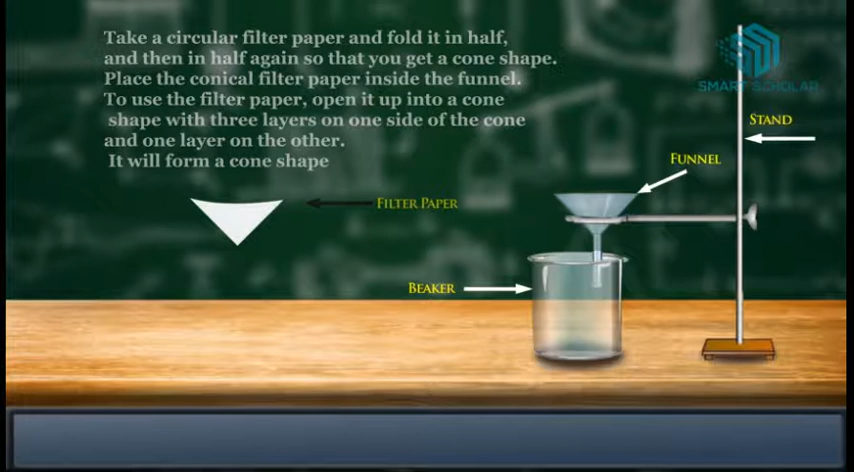 Take a circular filter paper and fold it in half,
and then in half again so that you get a cone shape.
Place the conical filter paper inside the funnel.
To use the filter paper, open it up into a cone
shape with three layers on one side of the cone
and one layer on the other.
It will form a cone shape
SMART SCHOLAR
STAND
FUNNEL
FILTER PAPER
BEAKER